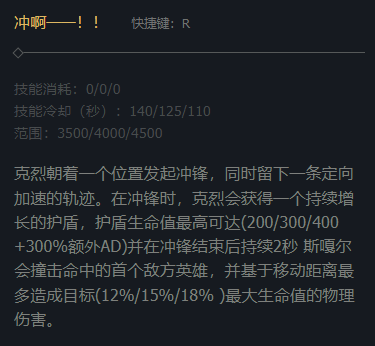 冲啊——！！ 快捷键：R
技能消耗：0/0/0
技能冷却（秒）：140/125/110
范围：3500/4000/4500
克烈朝着一个位置发起冲锋，同时留下一条定向
加速的轨迹。在冲锋时，克烈会获得一个持续增
长的护盾，护盾生命值最高可达(200/300/400
+300%额外AD)并在冲锋结束后持续2秒 斯嘎尔
会撞击命中的首个敌方英雄，并基于移动距离最
多造成目标(12%/15%/18% )最大生命值的物理
伤害。